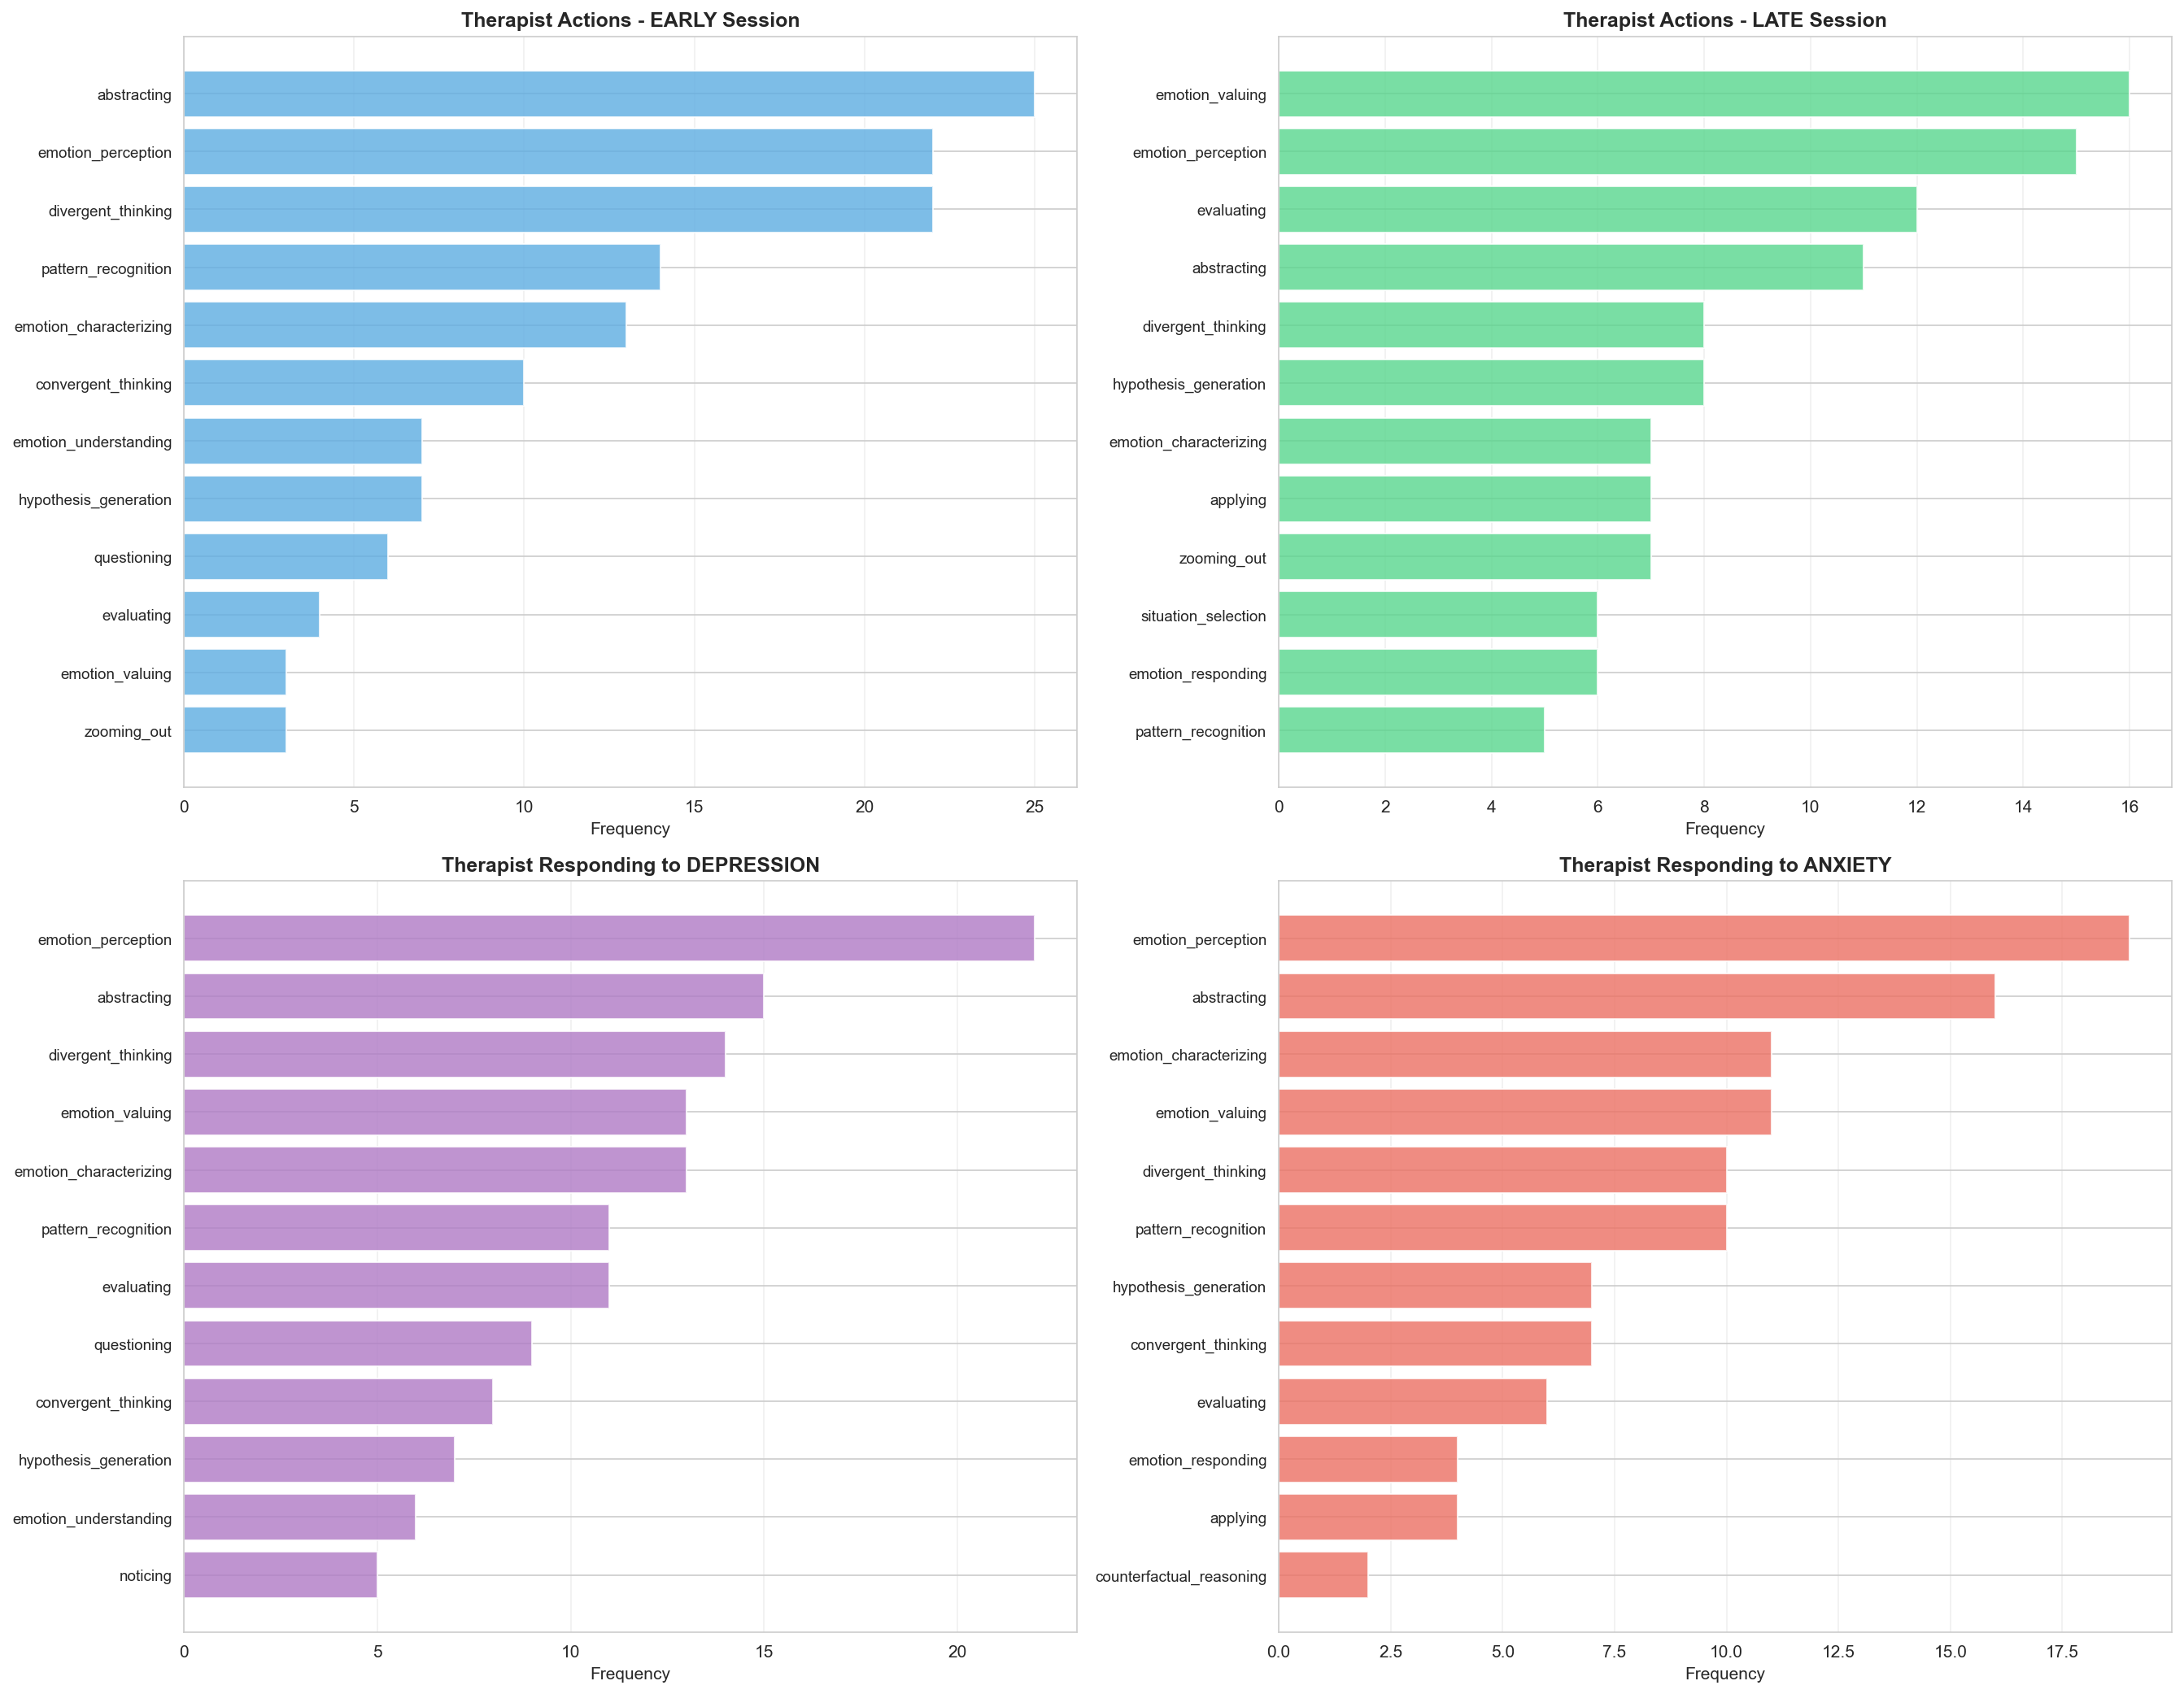 Therapist Actions - EARLY Session
abstracting
emotion_perception
divergent_thinking
pattern_recognition
emotion_characterizing
convergent_thinking
emotion_understanding
hypothesis_generation
questioning
evaluating
emotion_valuing
zooming_out
0 5 10 15 20 25
Frequency
Therapist Actions - LATE Session
emotion_valuing
emotion_perception
evaluating
abstracting
divergent_thinking
hypothesis_generation
emotion_characterizing
applying
zooming_out
situation_selection
emotion_responding
pattern_recognition
0 2 4 6 8 10 12 14 16
Frequency
Therapist Responding to DEPRESSION
emotion_perception
abstracting
divergent_thinking
emotion_valuing
emotion_characterizing
pattern_recognition
evaluating
questioning
convergent_thinking
hypothesis_generation
emotion_understanding
noticing
0 5 10 15 20
Frequency
Therapist Responding to ANXIETY
emotion_perception
abstracting
emotion_characterizing
emotion_valuing
divergent_thinking
pattern_recognition
hypothesis_generation
convergent_thinking
evaluating
emotion_responding
applying
counterfactual_reasoning
0.0 2.5 5.0 7.5 10.0 12.5 15.0 17.5
Frequency